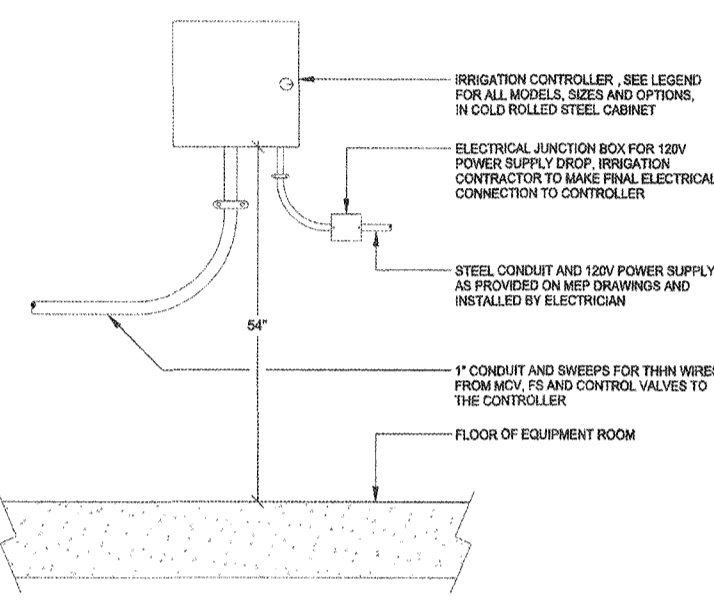 IRRIGATION CONTROLLER , SEE LEGEND
FOR ALL MODELS, SIZES AND OPTIONS,
IN COLD ROLLED STEEL CABINET
ELECTRICAL JUNCTION BOX FOR 120V
POWER SUPPLY DROP, IRRIGATION
CONTRACTOR TO MAKE FINAL ELECTRICAL
CONNECTION TO CONTROLLER
STEEL CONDUIT AND 120V POWER SUPPLY
AS PROVIDED ON MEP DRAWINGS AND
INSTALLED BY ELECTRICIAN
54"
1" CONDUIT AND SWEEPS FOR THHN WIRES
FROM MCV, FS AND CONTROL VALVES TO
THE CONTROLLER
FLOOR OF EQUIPMENT ROOM